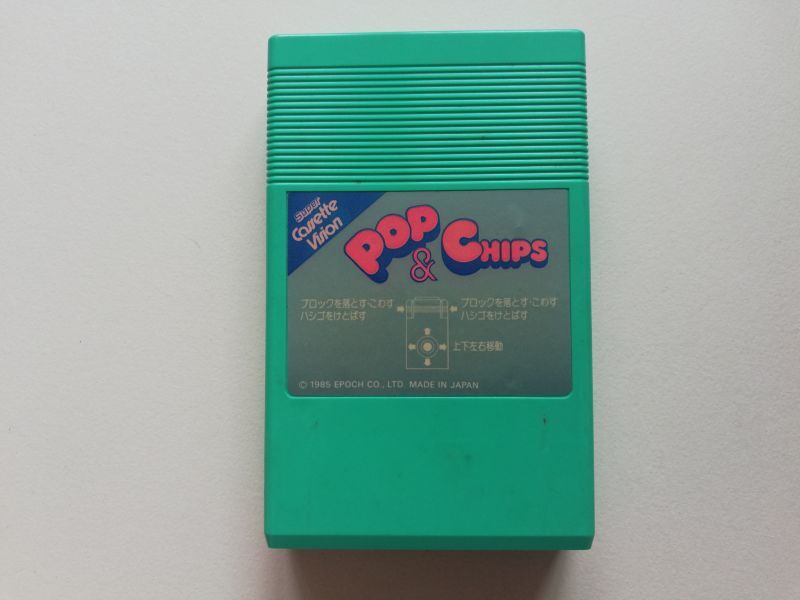 Super
Cassette
Vision
POP
& CHIPS
ブロックを落とす・こわす
ハシゴをけとばす
ブロックを落とす・こわす
ハシゴをけとばす
上下左右移動
© 1985 EPOCH CO., LTD. MADE IN JAPAN